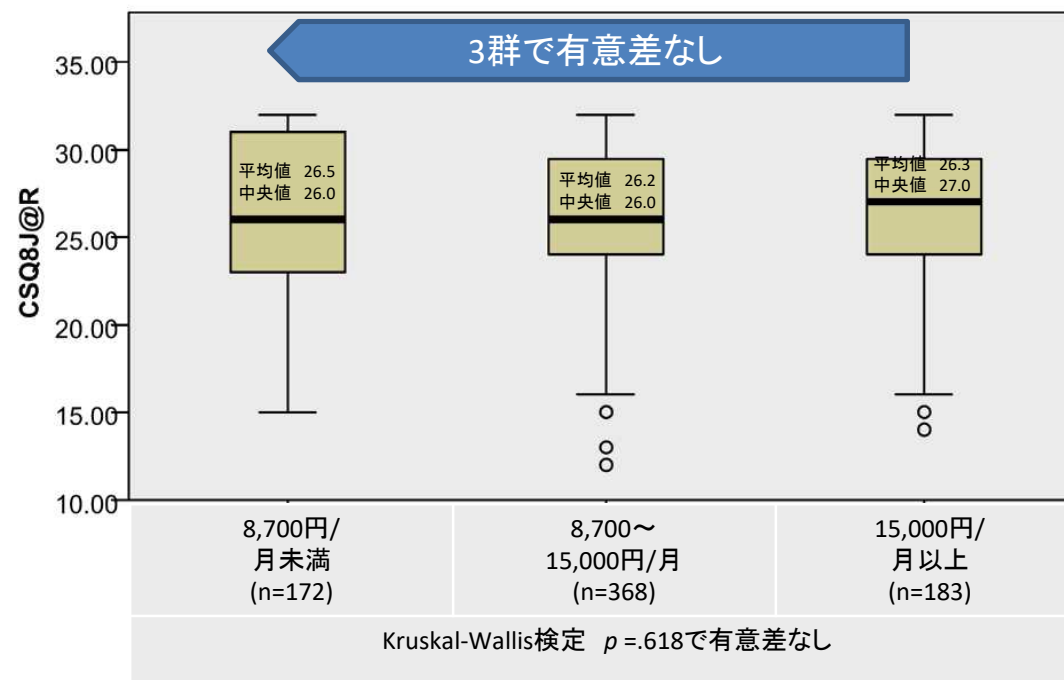 3群で有意差なし
CSQ8J@R
35.00
30.00
25.00
20.00
15.00
10.00
平均値 26.5
中央値 26.0
平均値 26.2
中央値 26.0
平均値 26.3
中央値 27.0
8,700円/
月未満
(n=172)
8,700～
15,000円/月
(n=368)
15,000円/
月以上
(n=183)
Kruskal-Wallis検定 p =.618で有意差なし